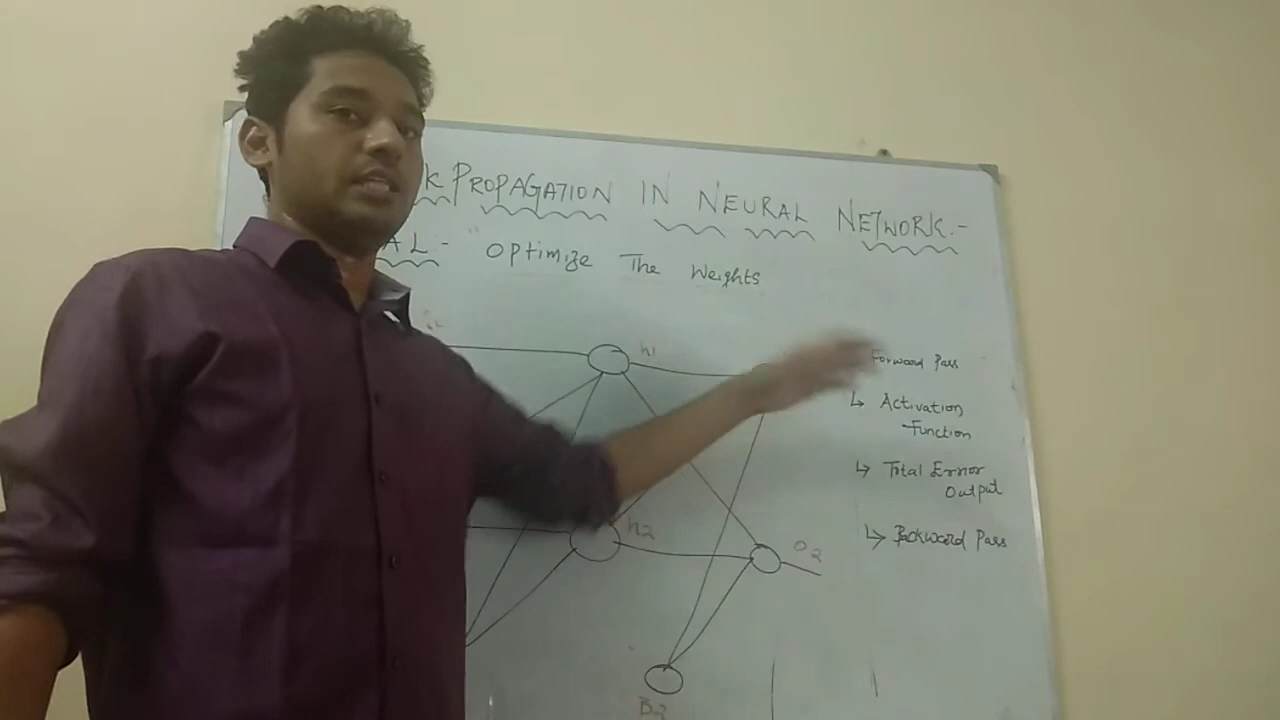 K PROPAGATION IN NEURAL NETWORK.-
AL - " Optimize The Weights
h1
Forward Pass
↳ Activation
Function
↳ Total Error
Output
h2
↳ Backward Pass
O2
B2